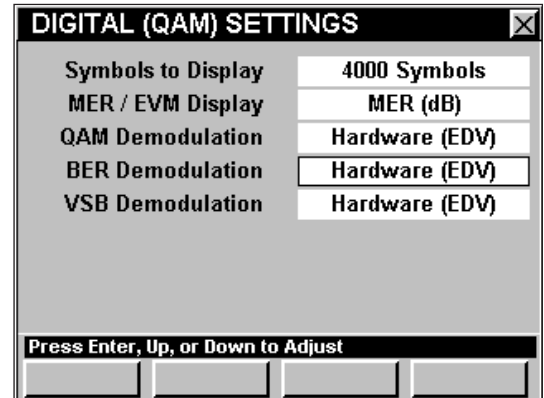 DIGITAL (QAM) SETTINGS
Symbols to Display 4000 Symbols
MER / EVM Display MER (dB)
QAM Demodulation Hardware (EDV)
BER Demodulation Hardware (EDV)
VSB Demodulation Hardware (EDV)
Press Enter, Up, or Down to Adjust